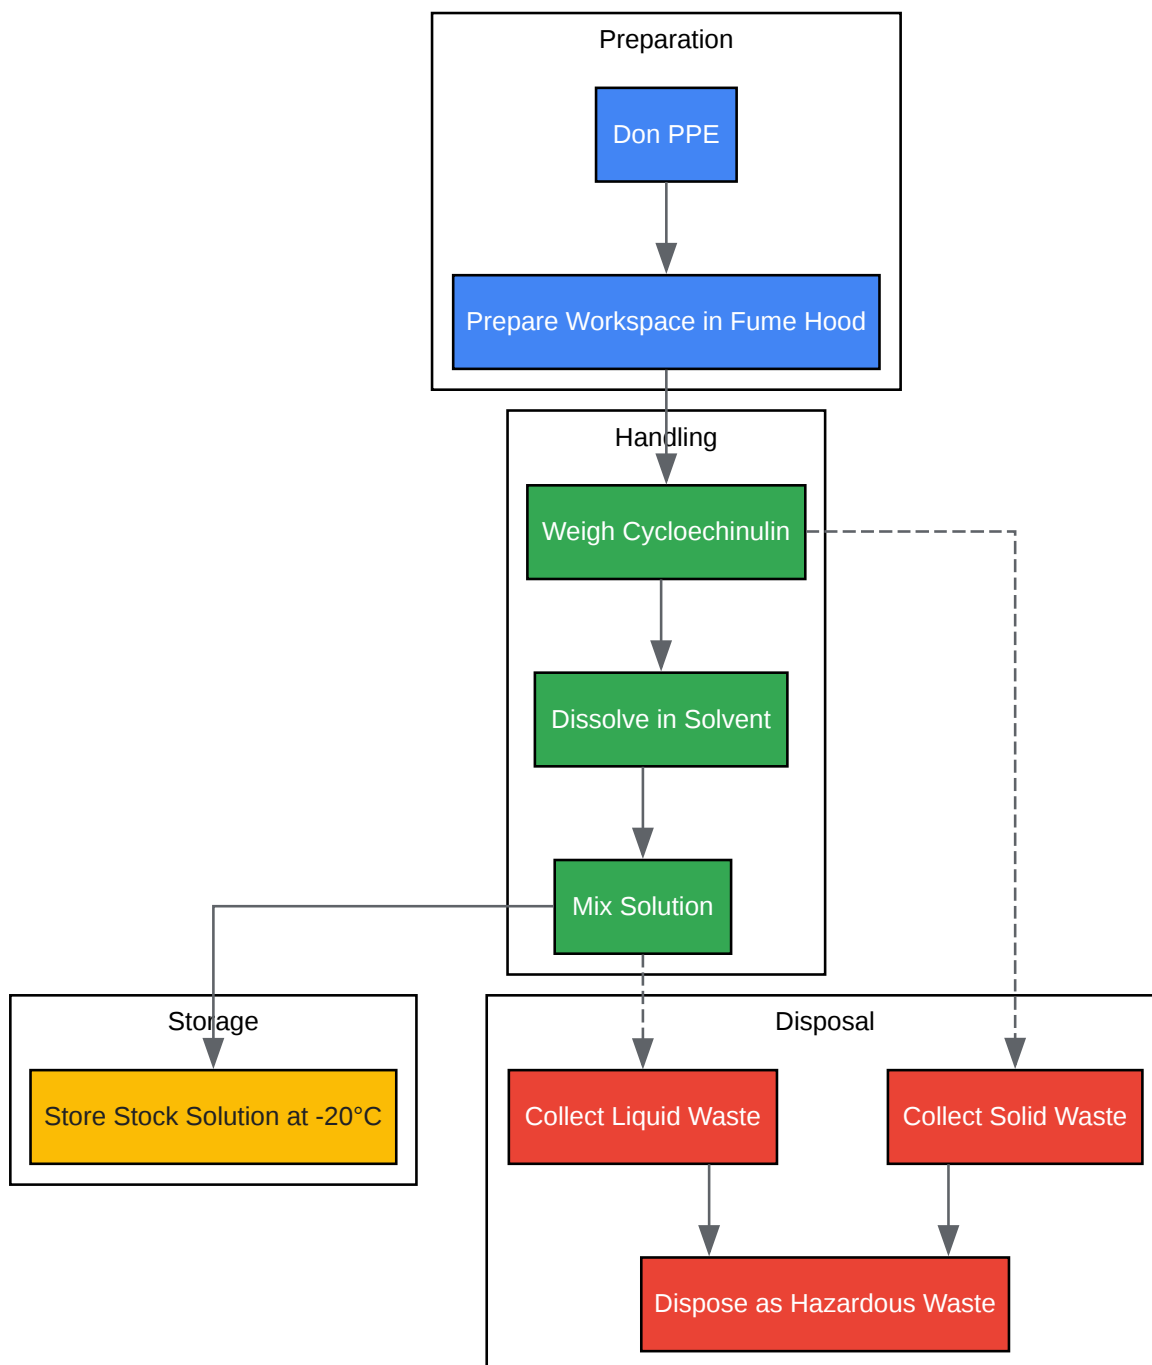 Preparation
Don PPE
Prepare Workspace in Fume Hood
Handling
Weigh Cycloechinulin
Dissolve in Solvent
Mix Solution
Storage
Store Stock Solution at -20°C
Disposal
Collect Liquid Waste
Collect Solid Waste
Dispose as Hazardous Waste